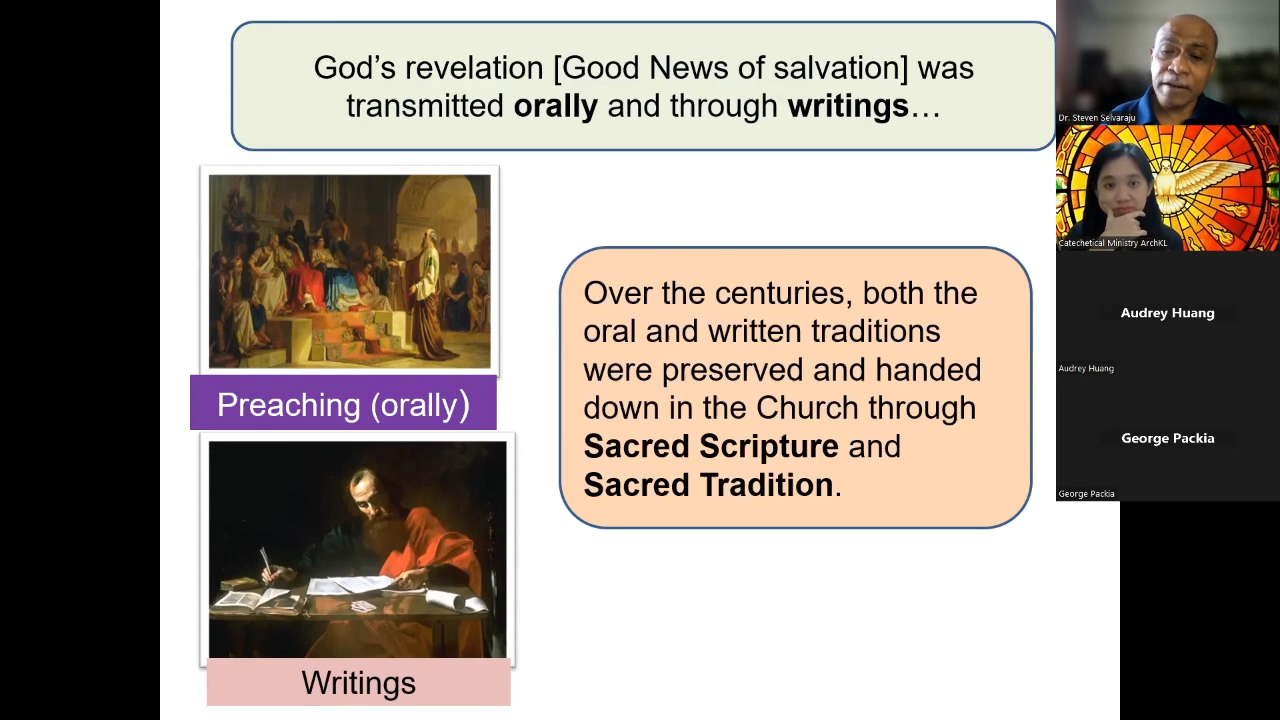 God’s revelation [Good News of salvation] was
transmitted orally and through writings…
Preaching (orally)
Writings
Over the centuries, both the
oral and written traditions
were preserved and handed
down in the Church through
Sacred Scripture and
Sacred Tradition.
Dr. Steven Selvaraju
Catechetical Ministry ArchKL
Audrey Huang
Audrey Huang
George Packia
George Packia